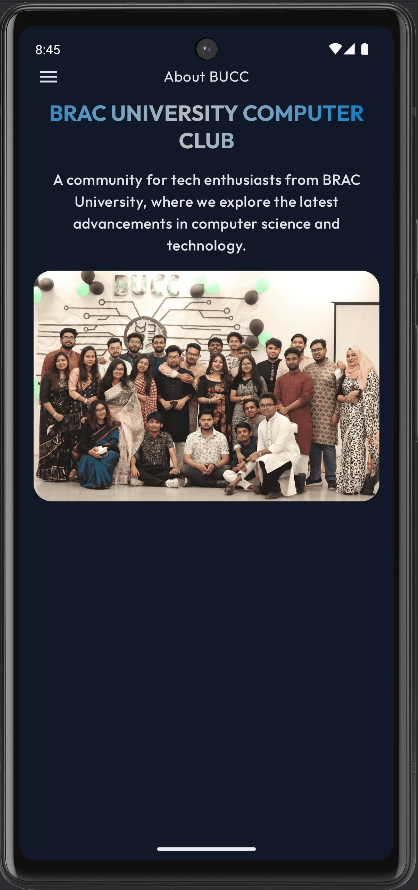 8:45
About BUCC
BRAC UNIVERSITY COMPUTER
CLUB
A community for tech enthusiasts from BRAC
University, where we explore the latest
advancements in computer science and
technology.
BUCC